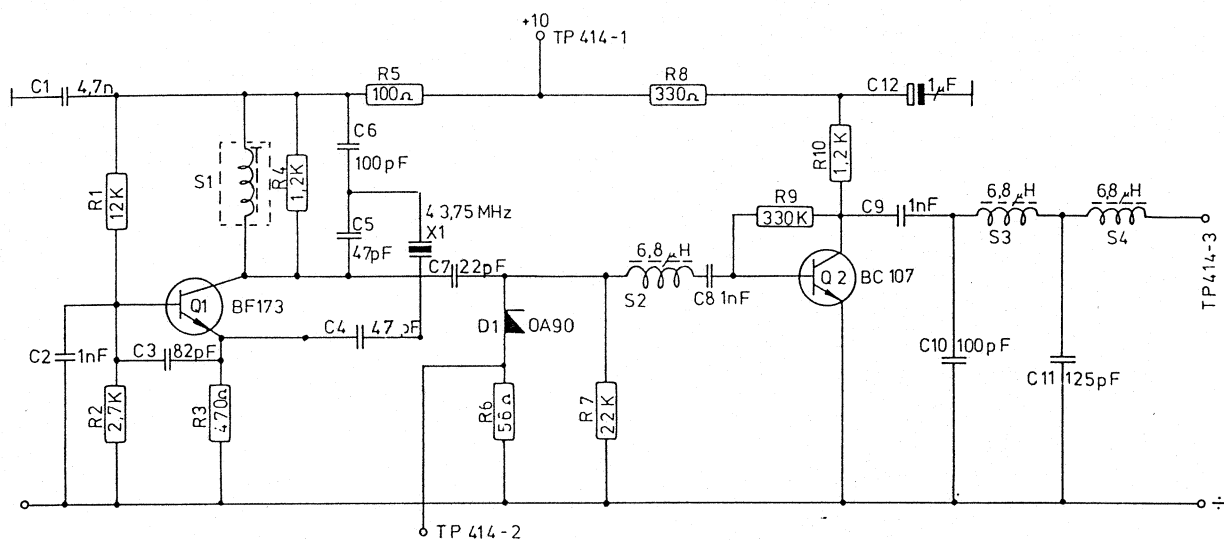 +10
TP 414-1
C1
4,7n
R5
100Ω
R8
330Ω
C12
1µF
C6
100pF
R10
1,2K
S1
R4
1,2K
R1
12K
43,75 MHz
X1
C5
47pF
R9
330K
C9
1nF
6,8µH
S3
6,8µH
S4
TP414-3
C7
22pF
6,8µH
S2
C8
1nF
Q2
BC 107
Q1
BF173
D1
OA90
C4
47pF
C2
1nF
C3
82pF
C10
100pF
C11
125pF
R2
2,7K
R3
470Ω
R6
56Ω
R7
22K
TP 414-2
÷